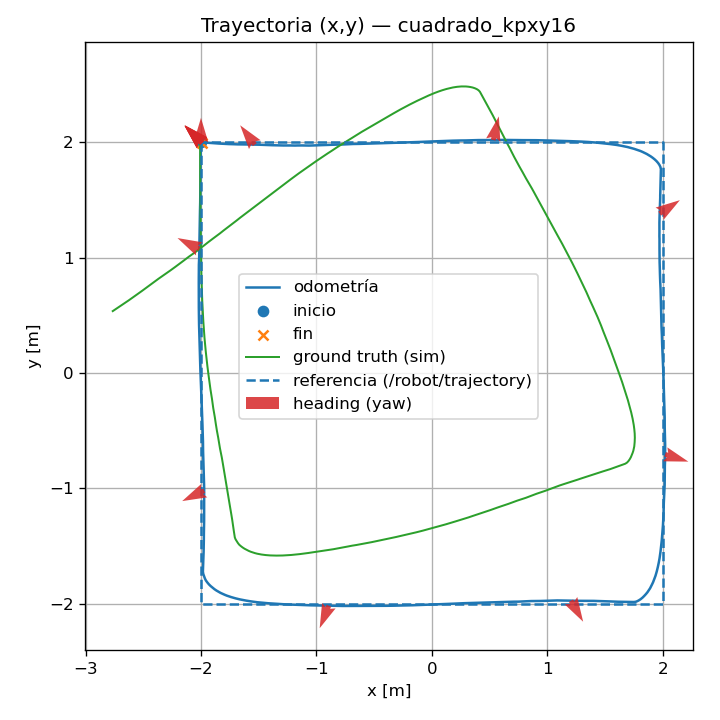 Trayectoria (x,y) — cuadrado_kpxy16
y [m]
2
1
0
−1
−2
odometría
inicio
fin
ground truth (sim)
referencia (/robot/trajectory)
heading (yaw)
−3 −2 −1 0 1 2
x [m]